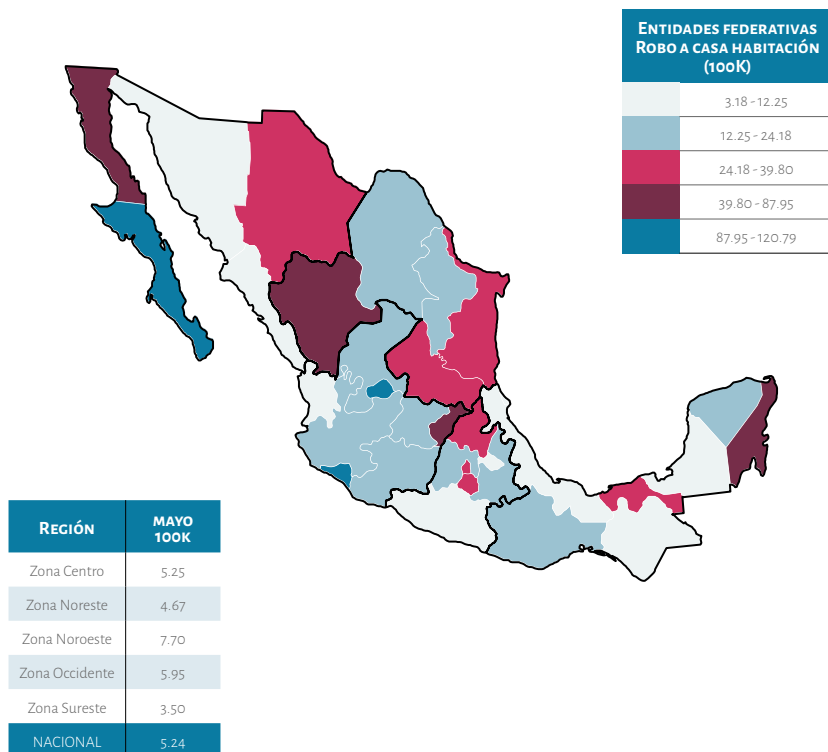 Entidades federativas
Robo a casa habitación
(100K)
3.18 - 12.25
12.25 - 24.18
24.18 - 39.80
39.80 - 87.95
87.95 - 120.79
Región mayo 100K
Zona Centro 5.25
Zona Noreste 4.67
Zona Noroeste 7.70
Zona Occidente 5.95
Zona Sureste 3.50
NACIONAL 5.24